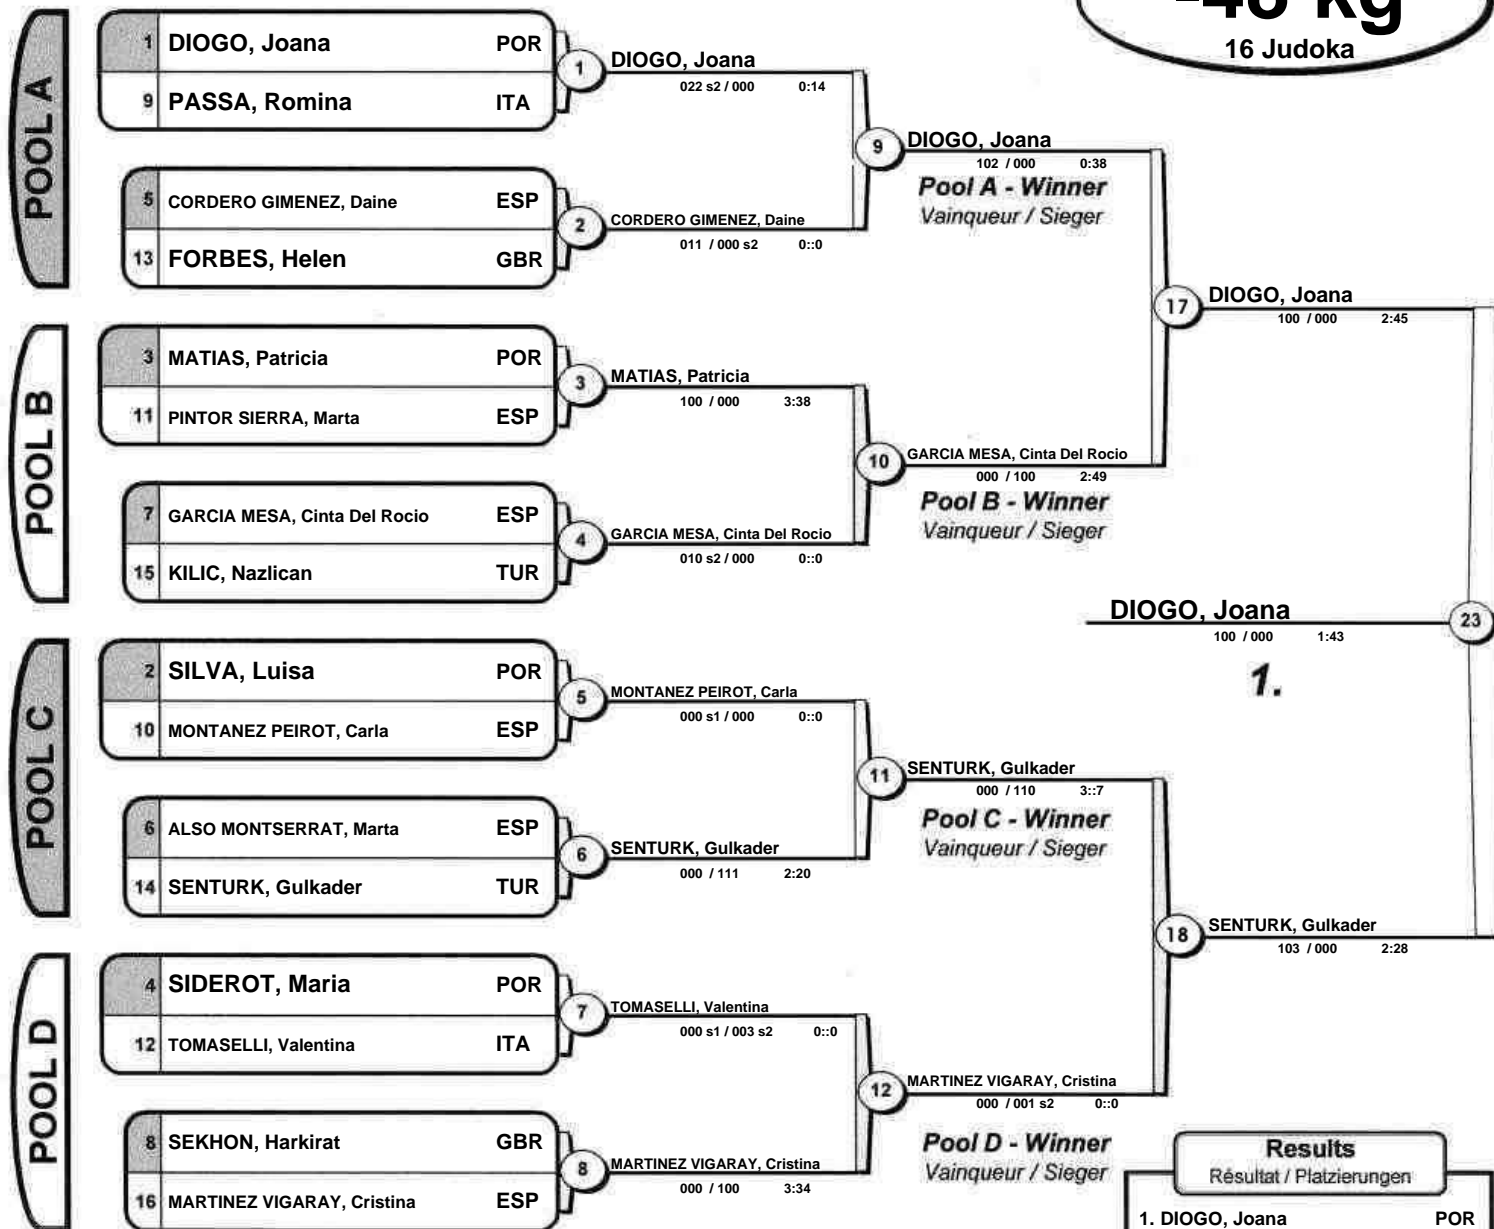 -48 kg
16 Judoka
POOL A
1 DIOGO, Joana POR
9 PASSA, Romina ITA
1
DIOGO, Joana
022 s2 / 000 0:14
5 CORDERO GIMENEZ, Daine ESP
13 FORBES, Helen GBR
2
CORDERO GIMENEZ, Daine
011 / 000 s2 0::0
9
DIOGO, Joana
102 / 000 0:38
Pool A - Winner
Vainqueur / Sieger
POOL B
3 MATIAS, Patricia POR
11 PINTOR SIERRA, Marta ESP
3
MATIAS, Patricia
100 / 000 3:38
7 GARCIA MESA, Cinta Del Rocio ESP
15 KILIC, Nazlican TUR
4
GARCIA MESA, Cinta Del Rocio
010 s2 / 000 0::0
10
GARCIA MESA, Cinta Del Rocio
000 / 100 2:49
Pool B - Winner
Vainqueur / Sieger
17
DIOGO, Joana
100 / 000 2:45
DIOGO, Joana
100 / 000 1:43
23
1.
POOL C
2 SILVA, Luisa POR
10 MONTANEZ PEIROT, Carla ESP
5
MONTANEZ PEIROT, Carla
000 s1 / 000 0::0
6 ALSO MONTSERRAT, Marta ESP
14 SENTURK, Gulkader TUR
6
SENTURK, Gulkader
000 / 111 2:20
11
SENTURK, Gulkader
000 / 110 3::7
Pool C - Winner
Vainqueur / Sieger
POOL D
4 SIDEROT, Maria POR
12 TOMASELLI, Valentina ITA
7
TOMASELLI, Valentina
000 s1 / 003 s2 0::0
8 SEKHON, Harkirat GBR
16 MARTINEZ VIGARAY, Cristina ESP
8
MARTINEZ VIGARAY, Cristina
000 / 100 3:34
12
MARTINEZ VIGARAY, Cristina
000 / 001 s2 0::0
Pool D - Winner
Vainqueur / Sieger
18
SENTURK, Gulkader
103 / 000 2:28
Results
Résultat / Platzierungen
1. DIOGO, Joana POR